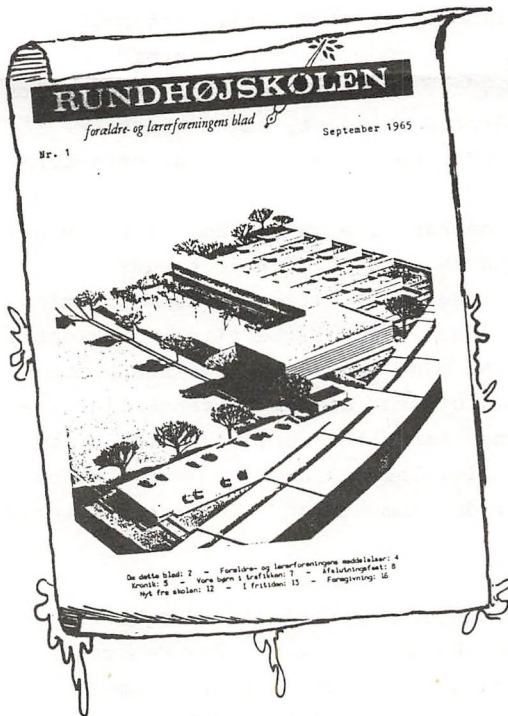 RUNDHØJSKOLEN
forældre- og lærerforeningens blad
Nr. 1
September 1965
Om dette blad: 2 - Forældre- og lærerforeningens meddelelser: 4
Kronik: 5 - Vore børn i trafikken: 7 - Afslutningsfest: 8
Nyt fra skolen: 12 - I fritiden: 13 - Formgivning: 16